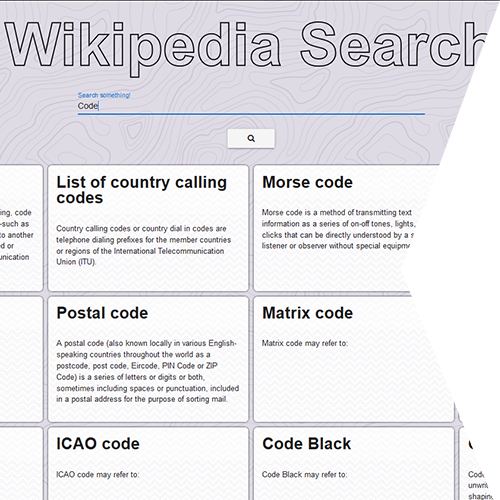 Wikipedia Search
Search something!
Code
List of country calling
codes
Country calling codes or country dial in codes are
telephone dialing prefixes for the member countries
or regions of the International Telecommunication
Union (ITU).
Morse code
Morse code is a method of transmitting text
information as a series of on-off tones, lights,
clicks that can be directly understood by a s
listener or observer without special equipme
ing, code
-such as
to another
ed or
unication
Postal code
A postal code (also known locally in various English-
speaking countries throughout the world as a
postcode, post code, Eircode, PIN Code or ZIP
Code) is a series of letters or digits or both,
sometimes including spaces or punctuation, included
in a postal address for the purpose of sorting mail.
Matrix code
Matrix code may refer to:
ICAO code
ICAO code may refer to:
Code Black
Code Black may refer to:
unwrit
shaping